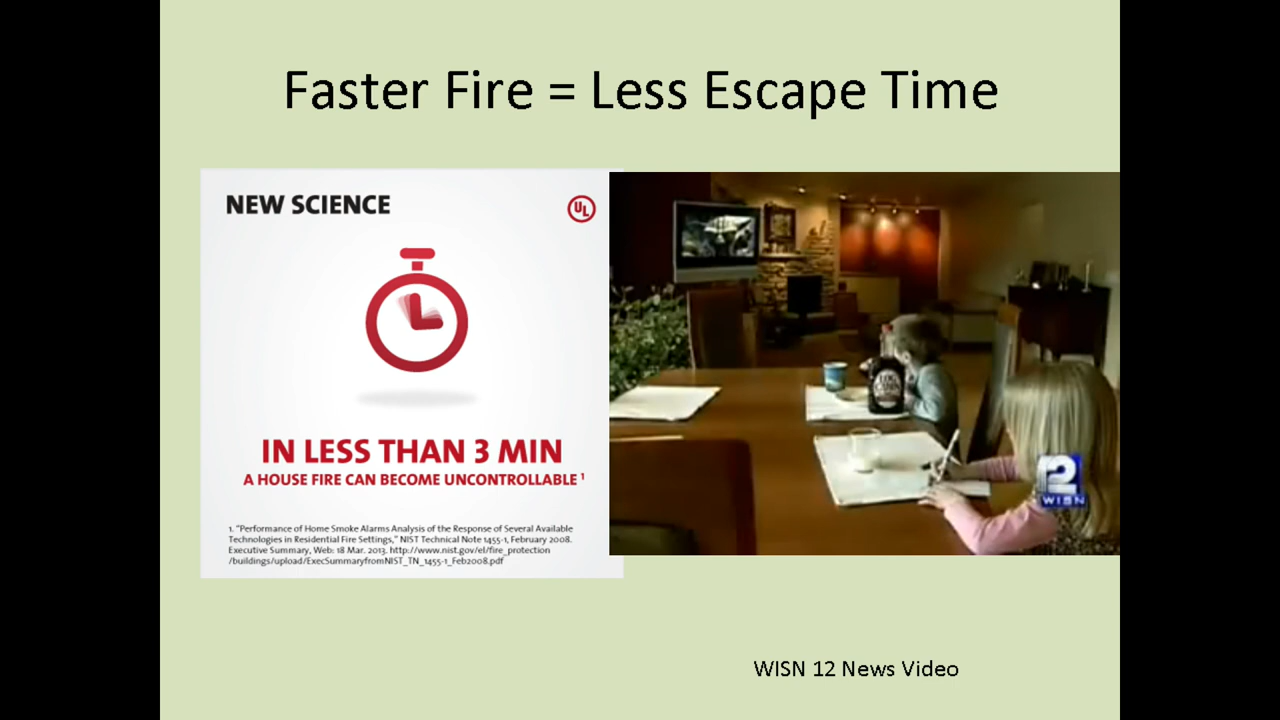 Faster Fire = Less Escape Time
NEW SCIENCE
UL
IN LESS THAN 3 MIN
A HOUSE FIRE CAN BECOME UNCONTROLLABLE ¹
1. "Performance of Home Smoke Alarms Analysis of the Response of Several Available
Technologies in Residential Fire Settings," NIST Technical Note 1455-1, February 2008.
Executive Summary, Web: 18 Mar. 2013. http://www.nist.gov/el/fire_protection
/buildings/upload/ExecSummaryfromNIST_TN_1455-1_Feb2008.pdf
LOG
CABIN
2
WISN
WISN 12 News Video